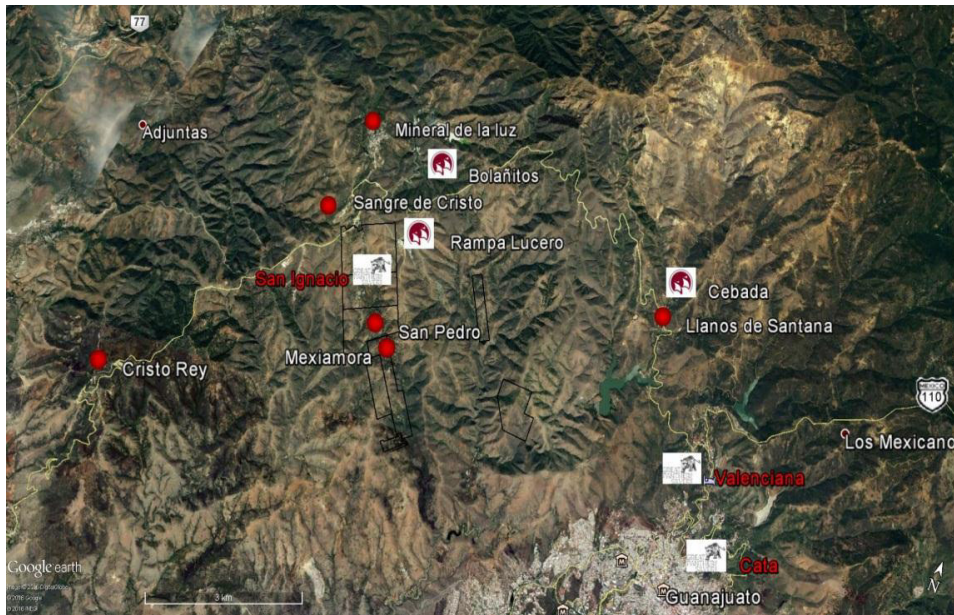 77
Adjuntas
Mineral de la luz
Bolañitos
Sangre de Cristo
Rampa Lucero
San Ignacio
Cebada
San Pedro
Llanos de Santana
Mexiamora
Cristo Rey
MEXICO
110
Los Mexicano
Valenciana
Cata
Guanajuato
M
M
M
M
Google earth
3 km
N